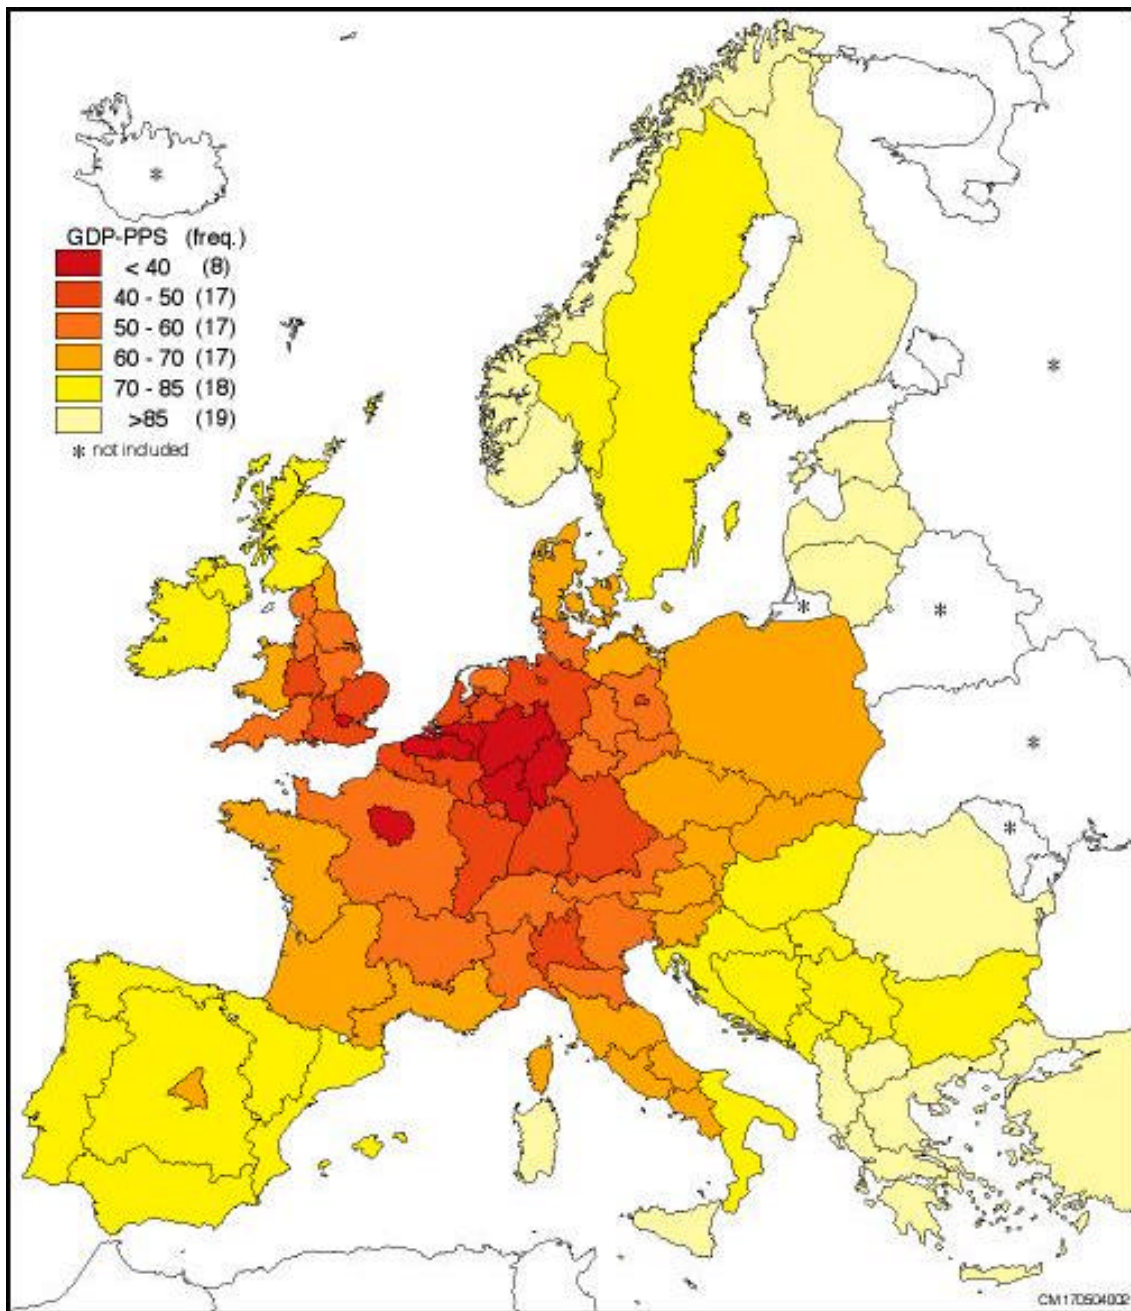 *
GDP-PPS (freq.)
< 40 (8)
40 - 50 (17)
50 - 60 (17)
60 - 70 (17)
70 - 85 (18)
>85 (19)
* not included
*
*
*
*
*
CM170504002